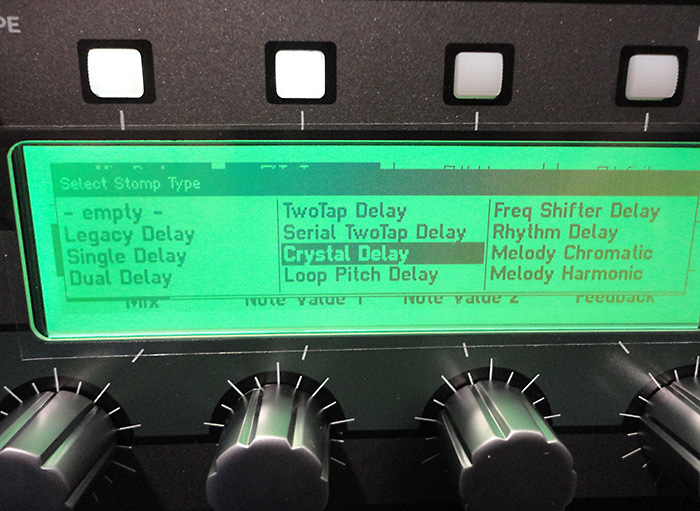 PE
Select Stomp Type
- empty -
Legacy Delay
Single Delay
Dual Delay
TwoTap Delay
Serial TwoTap Delay
Crystal Delay
Loop Pitch Delay
Freq Shifter Delay
Rhythm Delay
Melody Chromatic
Melody Harmonic
Mix Note Value 1 Note Value 2 Feedback